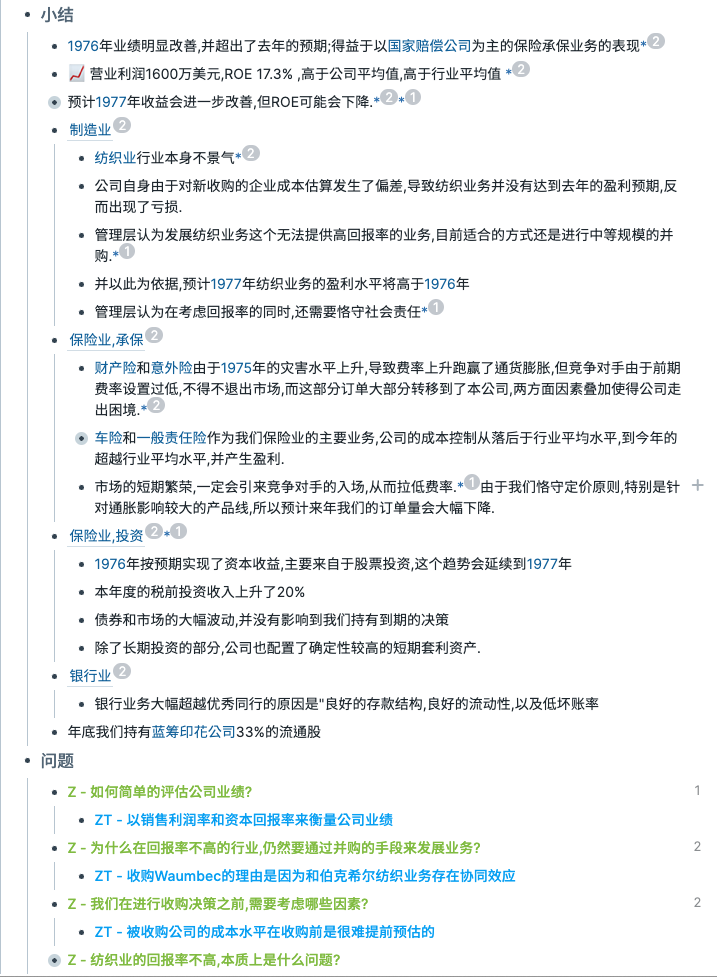 小结
1976年业绩明显改善,并超出了去年的预期;得益于以国家赔偿公司为主的保险承保业务的表现*2
📈 营业利润1600万美元,ROE 17.3% ,高于公司平均值,高于行业平均值 *2
预计1977年收益会进一步改善,但ROE可能会下降.*2*1
制造业2
纺织业行业本身不景气*2
公司自身由于对新收购的企业成本估算发生了偏差,导致纺织业务并没有达到去年的盈利预期,反
而出现了亏损.
管理层认为发展纺织业务这个无法提供高回报率的业务,目前适合的方式还是进行中等规模的并
购.*1
并以此为依据,预计1977年纺织业务的盈利水平将高于1976年
管理层认为在考虑回报率的同时,还需要恪守社会责任*1
保险业,承保2
财产险和意外险由于1975年的灾害水平上升,导致费率上升跑赢了通货膨胀,但竞争对手由于前期
费率设置过低,不得不退出市场,而这部分订单大部分转移到了本公司,两方面因素叠加使得公司走
出困境.*2
车险和一般责任险作为我们保险业的主要业务,公司的成本控制从落后于行业平均水平,到今年的
超越行业平均水平,并产生盈利.
市场的短期繁荣,一定会引来竞争对手的入场,从而拉低费率.*1由于我们恪守定价原则,特别是针
对通胀影响较大的产品线,所以预计来年我们的订单量会大幅下降.
保险业,投资2*1
1976年按预期实现了资本收益,主要来自于股票投资,这个趋势会延续到1977年
本年度的税前投资收入上升了20%
债券和市场的大幅波动,并没有影响到我们持有到期的决策
除了长期投资的部分,公司也配置了确定性较高的短期套利资产.
银行业2
银行业务大幅超越优秀同行的原因是"良好的存款结构,良好的流动性,以及低坏账率
年底我们持有蓝筹印花公司33%的流通股
问题
Z - 如何简单的评估公司业绩? 1
ZT - 以销售利润率和资本回报率来衡量公司业绩
Z - 为什么在回报率不高的行业,仍然要通过并购的手段来发展业务? 2
ZT - 收购Waumbec的理由是因为和伯克希尔纺织业务存在协同效应
Z - 我们在进行收购决策之前,需要考虑哪些因素? 2
ZT - 被收购公司的成本水平在收购前是很难提前预估的
Z - 纺织业的回报率不高,本质上是什么问题?